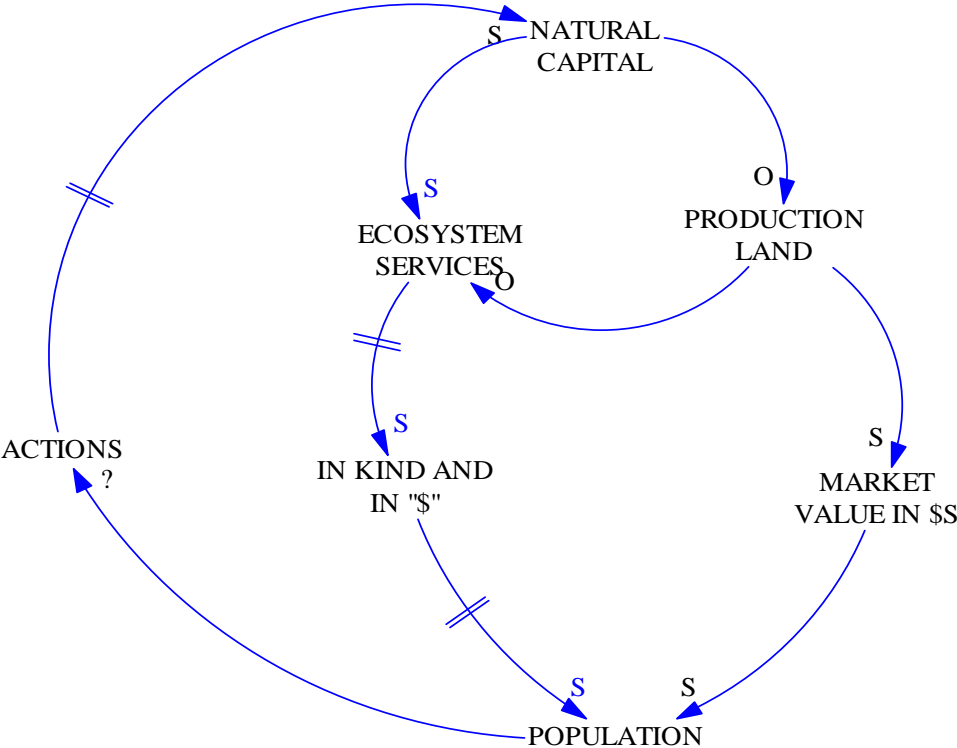 S
NATURAL
CAPITAL
O
S
PRODUCTION
LAND
ECOSYSTEM
SERVICES
O
S
S
ACTIONS
?
IN KIND AND
IN "$"
MARKET
VALUE IN $S
S
S
POPULATION